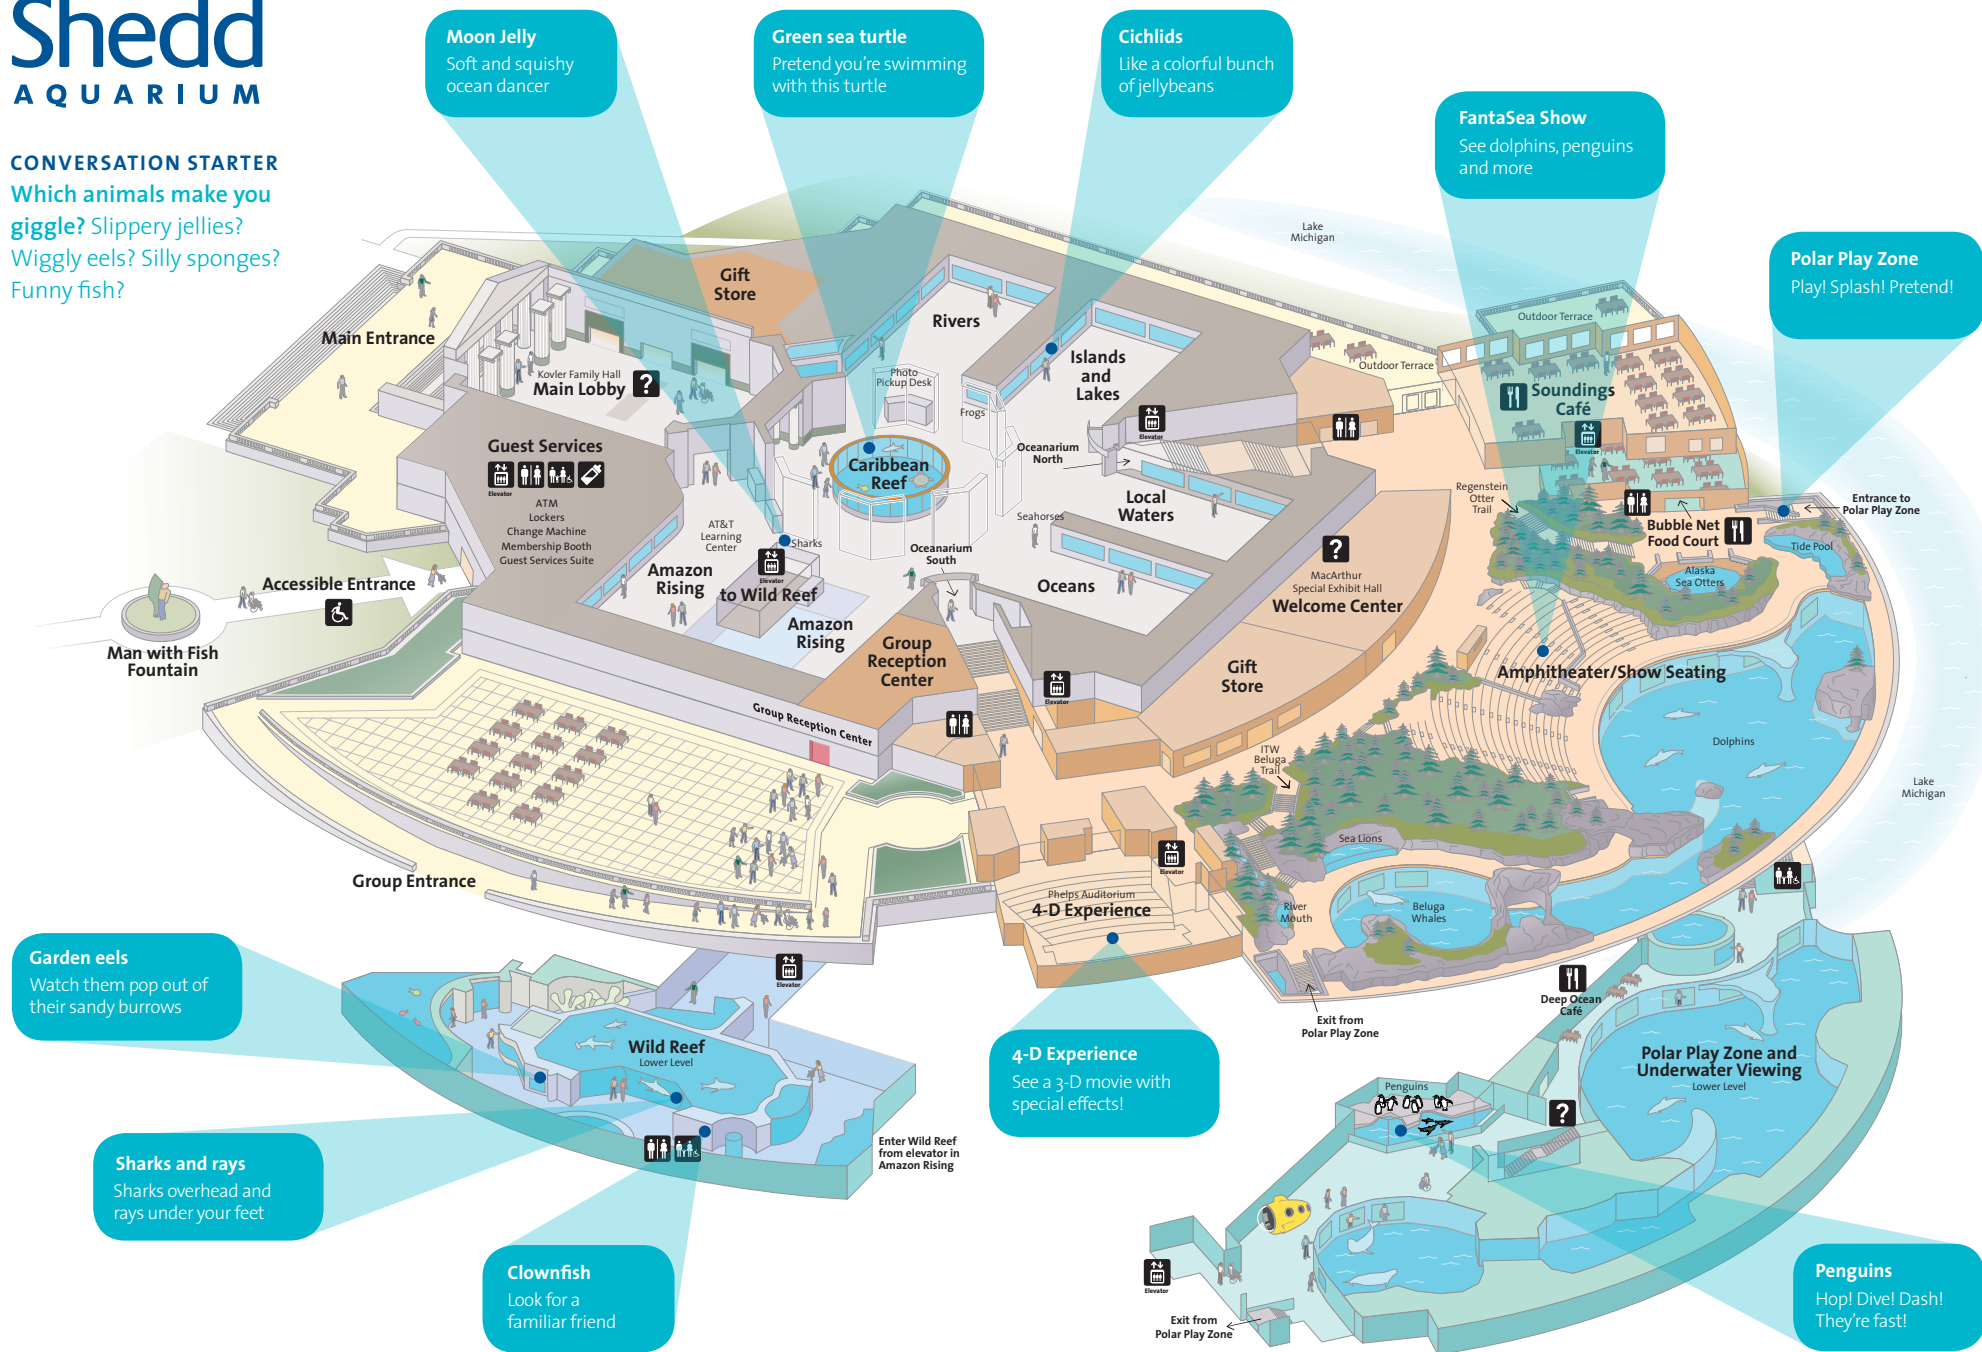 Shedd
AQUARIUM
CONVERSATION STARTER
Which animals make you
giggle? Slippery jellies?
Wiggly eels? Silly sponges?
Funny fish?
Moon Jelly
Soft and squishy
ocean dancer
Green sea turtle
Pretend you're swimming
with this turtle
Cichlids
Like a colorful bunch
of jellybeans
FantaSea Show
See dolphins, penguins
and more
Polar Play Zone
Play! Splash! Pretend!
Lake
Michigan
Gift
Store
Rivers
Main Entrance
Kovler Family Hall
Main Lobby
?
Photo
Pickup Desk
Frogs
Islands
and
Lakes
Outdoor Terrace
Outdoor Terrace
Soundings
Café
Elevator
Guest Services
Elevator
ATM
Lockers
Change Machine
Membership Booth
Guest Services Suite
Caribbean
Reef
Oceanarium
North
Elevator
Local
Waters
Seahorses
AT&T
Learning
Center
Sharks
Elevator
Amazon
Rising
to Wild Reef
Amazon
Rising
Oceanarium
South
Oceans
?
MacArthur
Special Exhibit Hall
Welcome Center
Regenstein
Otter
Trail
Bubble Net
Food Court
Entrance to
Polar Play Zone
Tide Pool
Alaska
Sea Otters
Accessible Entrance
Man with Fish
Fountain
Group
Reception
Center
Group Reception Center
Elevator
Gift
Store
Amphitheater/Show Seating
Dolphins
Lake
Michigan
ITW
Beluga
Trail
Sea Lions
Elevator
Phelps Auditorium
4-D Experience
River
Mouth
Beluga
Whales
Group Entrance
Exit from
Polar Play Zone
Deep Ocean
Café
Garden eels
Watch them pop out of
their sandy burrows
Elevator
Wild Reef
Lower Level
Enter Wild Reef
from elevator in
Amazon Rising
Sharks and rays
Sharks overhead and
rays under your feet
Clownfish
Look for a
familiar friend
4-D Experience
See a 3-D movie with
special effects!
Polar Play Zone and
Underwater Viewing
Lower Level
Penguins
?
Elevator
Exit from
Polar Play Zone
Penguins
Hop! Dive! Dash!
They're fast!